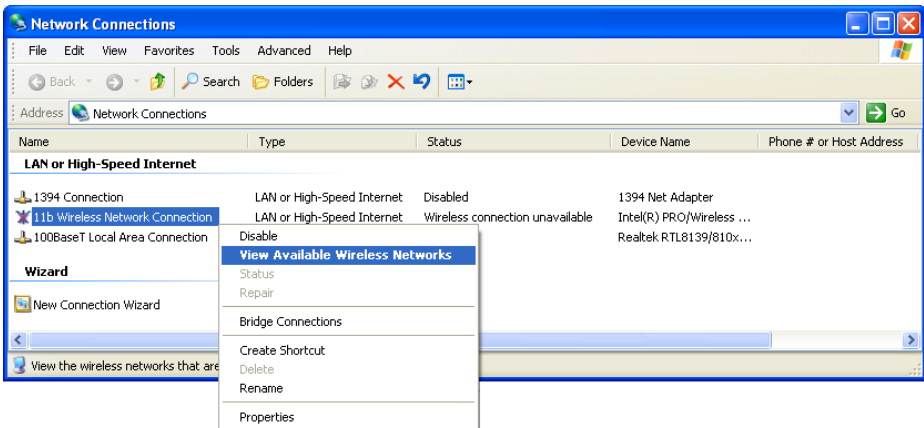 Network Connections
File Edit View Favorites Tools Advanced Help
Back Search Folders
Address Network Connections Go
Name Type Status Device Name Phone # or Host Address
LAN or High-Speed Internet
1394 Connection LAN or High-Speed Internet Disabled 1394 Net Adapter
11b Wireless Network Connection LAN or High-Speed Internet Wireless connection unavailable Intel(R) PRO/Wireless ...
100BaseT Local Area Connection Realtek RTL8139/810x...
Disable
View Available Wireless Networks
Status
Repair
Bridge Connections
Create Shortcut
Delete
Rename
Properties
Wizard
New Connection Wizard
View the wireless networks that are